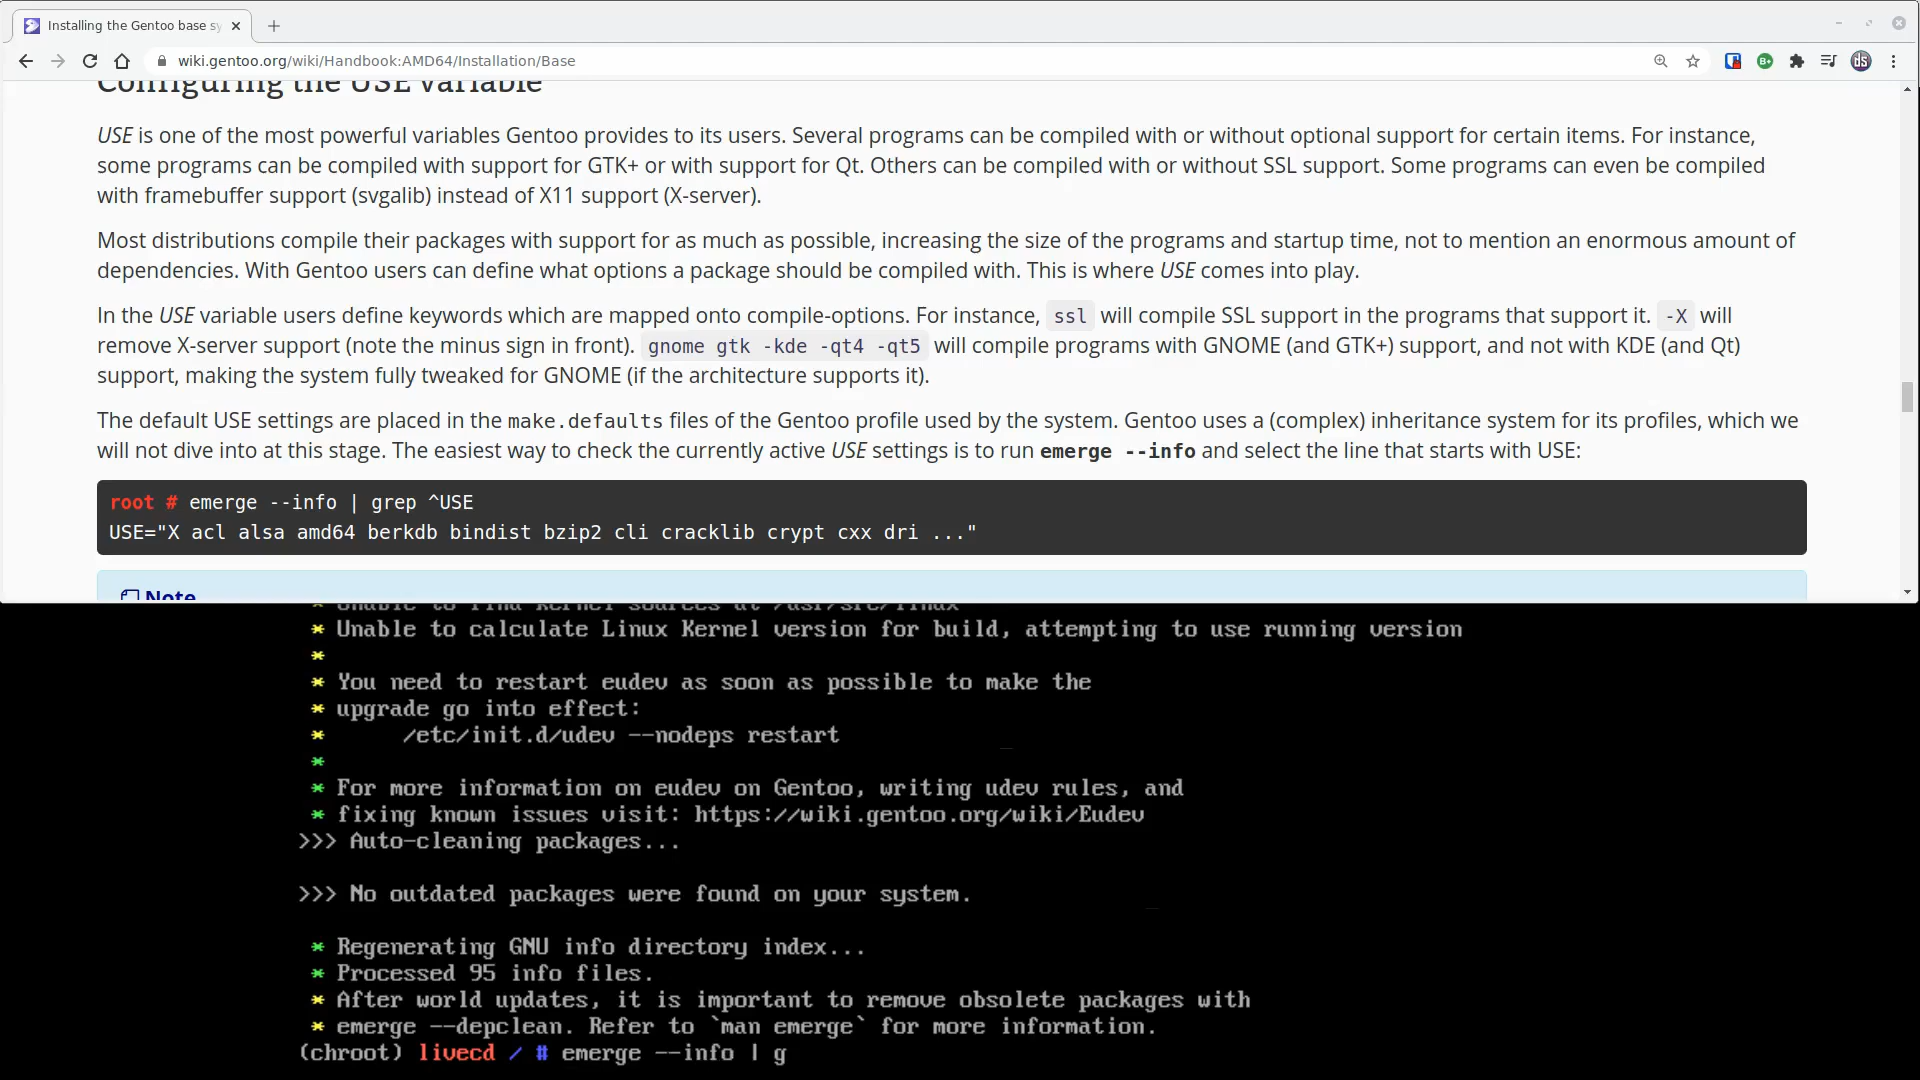 Installing the Gentoo base sy
wiki.gentoo.org/wiki/Handbook:AMD64/Installation/Base
Configuring the USE variable
USE is one of the most powerful variables Gentoo provides to its users. Several programs can be compiled with or without optional support for certain items. For instance,
some programs can be compiled with support for GTK+ or with support for Qt. Others can be compiled with or without SSL support. Some programs can even be compiled
with framebuffer support (svgalib) instead of X11 support (X-server).
Most distributions compile their packages with support for as much as possible, increasing the size of the programs and startup time, not to mention an enormous amount of
dependencies. With Gentoo users can define what options a package should be compiled with. This is where USE comes into play.
In the USE variable users define keywords which are mapped onto compile-options. For instance, ssl will compile SSL support in the programs that support it. -X will
remove X-server support (note the minus sign in front). gnome gtk -kde -qt4 -qt5 will compile programs with GNOME (and GTK+) support, and not with KDE (and Qt)
support, making the system fully tweaked for GNOME (if the architecture supports it).
The default USE settings are placed in the make.defaults files of the Gentoo profile used by the system. Gentoo uses a (complex) inheritance system for its profiles, which we
will not dive into at this stage. The easiest way to check the currently active USE settings is to run emerge --info and select the line that starts with USE:
root # emerge --info | grep ^USE
USE="X acl alsa amd64 berkdb bindist bzip2 cli cracklib crypt cxx dri ..."
Note
* Unable to find kernel sources at /usr/src/linux
* Unable to calculate Linux Kernel version for build, attempting to use running version
*
* You need to restart eudev as soon as possible to make the
* upgrade go into effect:
*      /etc/init.d/udev --nodeps restart
*
* For more information on eudev on Gentoo, writing udev rules, and
* fixing known issues visit: https://wiki.gentoo.org/wiki/Eudev
>>> Auto-cleaning packages...
>>> No outdated packages were found on your system.
* Regenerating GNU info directory index...
* Processed 95 info files.
* After world updates, it is important to remove obsolete packages with
* emerge --depclean. Refer to `man emerge` for more information.
(chroot) livecd / # emerge --info | g